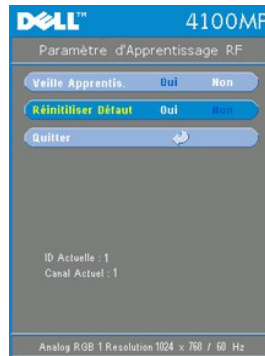 DELL™ 4100MP
Paramètre d'Apprentissage RF
Veille Apprentis. Oui Non
Réinitiliser Défaut Oui Non
Quitter
ID Actuelle : 1
Canal Actuel : 1
Analog RGB 1 Resolution 1024 x 768 / 60 Hz